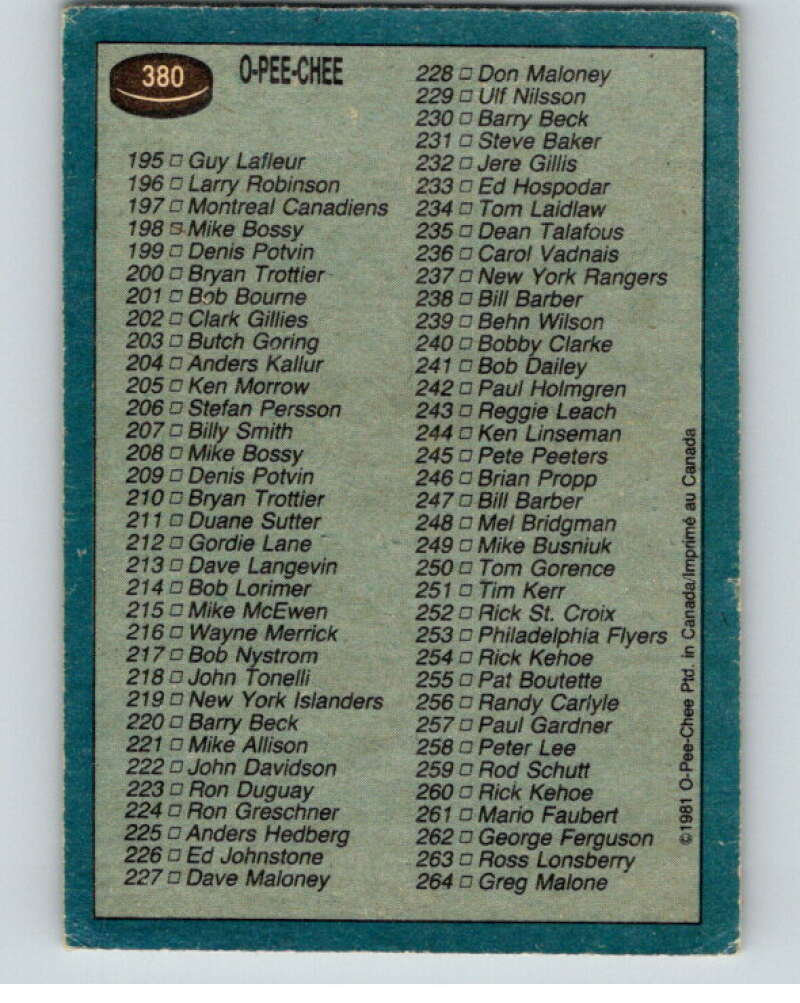 380
O-PEE-CHEE
195 □ Guy Lafleur
196 □ Larry Robinson
197 □ Montreal Canadiens
198 □ Mike Bossy
199 □ Denis Potvin
200 □ Bryan Trottier
201 □ Bob Bourne
202 □ Clark Gillies
203 □ Butch Goring
204 □ Anders Kallur
205 □ Ken Morrow
206 □ Stefan Persson
207 □ Billy Smith
208 □ Mike Bossy
209 □ Denis Potvin
210 □ Bryan Trottier
211 □ Duane Sutter
212 □ Gordie Lane
213 □ Dave Langevin
214 □ Bob Lorimer
215 □ Mike McEwen
216 □ Wayne Merrick
217 □ Bob Nystrom
218 □ John Tonelli
219 □ New York Islanders
220 □ Barry Beck
221 □ Mike Allison
222 □ John Davidson
223 □ Ron Duguay
224 □ Ron Greschner
225 □ Anders Hedberg
226 □ Ed Johnstone
227 □ Dave Maloney
228 □ Don Maloney
229 □ Ulf Nilsson
230 □ Barry Beck
231 □ Steve Baker
232 □ Jere Gillis
233 □ Ed Hospodar
234 □ Tom Laidlaw
235 □ Dean Talafous
236 □ Carol Vadnais
237 □ New York Rangers
238 □ Bill Barber
239 □ Behn Wilson
240 □ Bobby Clarke
241 □ Bob Dailey
242 □ Paul Holmgren
243 □ Reggie Leach
244 □ Ken Linseman
245 □ Pete Peeters
246 □ Brian Propp
247 □ Bill Barber
248 □ Mel Bridgman
249 □ Mike Busniuk
250 □ Tom Gorence
251 □ Tim Kerr
252 □ Rick St. Croix
253 □ Philadelphia Flyers
254 □ Rick Kehoe
255 □ Pat Boutette
256 □ Randy Carlyle
257 □ Paul Gardner
258 □ Peter Lee
259 □ Rod Schutt
260 □ Rick Kehoe
261 □ Mario Faubert
262 □ George Ferguson
263 □ Ross Lonsberry
264 □ Greg Malone
©1981 O-Pee-Chee Ptd. in Canada/Imprimé au Canada